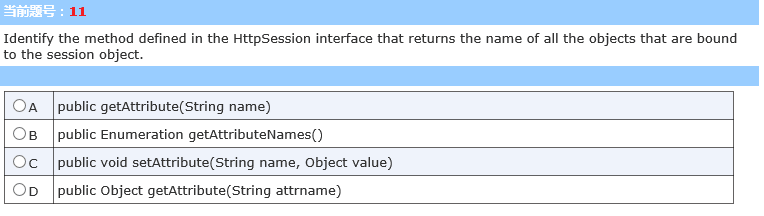 当前题号：11
Identify the method defined in the HttpSession interface that returns the name of all the objects that are bound
to the session object.
A public getAttribute(String name)
B public Enumeration getAttributeNames()
C public void setAttribute(String name, Object value)
D public Object getAttribute(String attrname)